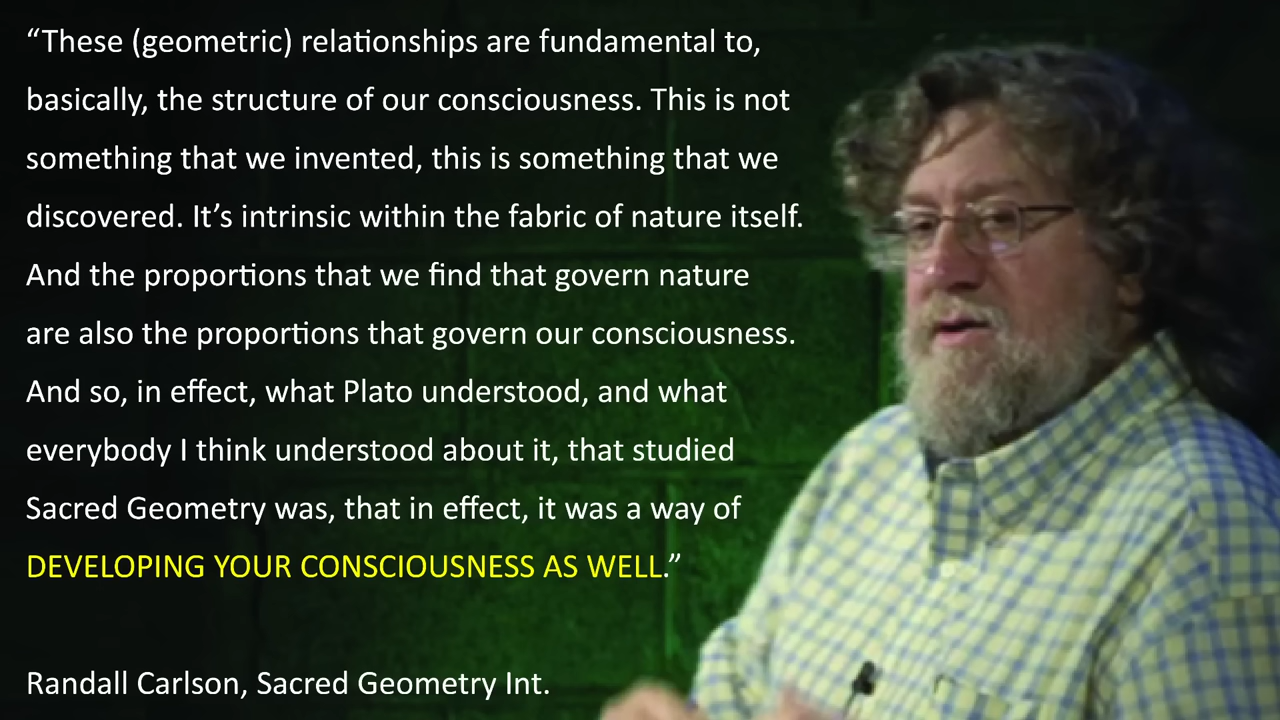 “These (geometric) relationships are fundamental to,
basically, the structure of our consciousness. This is not
something that we invented, this is something that we
discovered. It’s intrinsic within the fabric of nature itself.
And the proportions that we find that govern nature
are also the proportions that govern our consciousness.
And so, in effect, what Plato understood, and what
everybody I think understood about it, that studied
Sacred Geometry was, that in effect, it was a way of
DEVELOPING YOUR CONSCIOUSNESS AS WELL.”
Randall Carlson, Sacred Geometry Int.